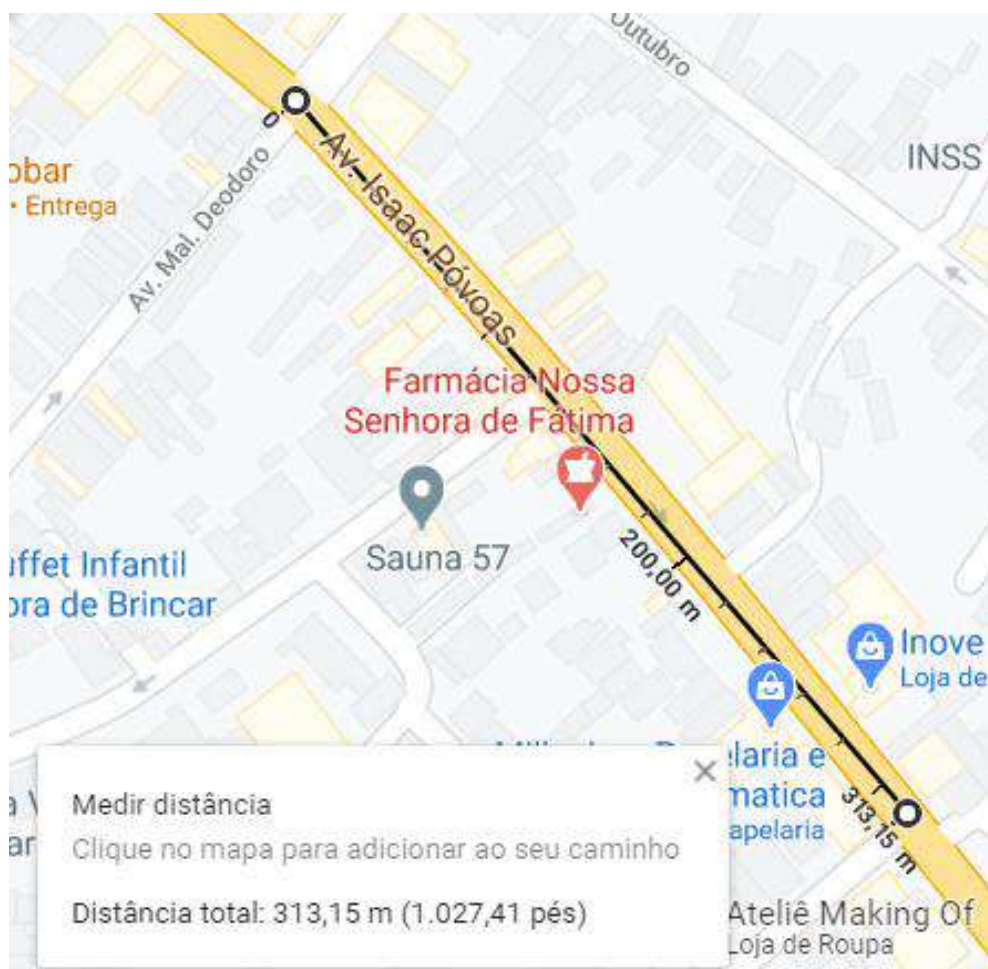 Outubro
INSS
obar
• Entrega
Av. Mal. Deodoro
0
Av. Isaac Póvoas
Farmácia Nossa
Senhora de Fátima
Sauna 57
200,00 m
uffet Infantil
ora de Brincar
Inove
Loja de
elaria e
matica
apelaria
313,15 m
Medir distância
Clique no mapa para adicionar ao seu caminho
Distância total: 313,15 m (1.027,41 pés)
Ateliê Making Of
Loja de Roupa